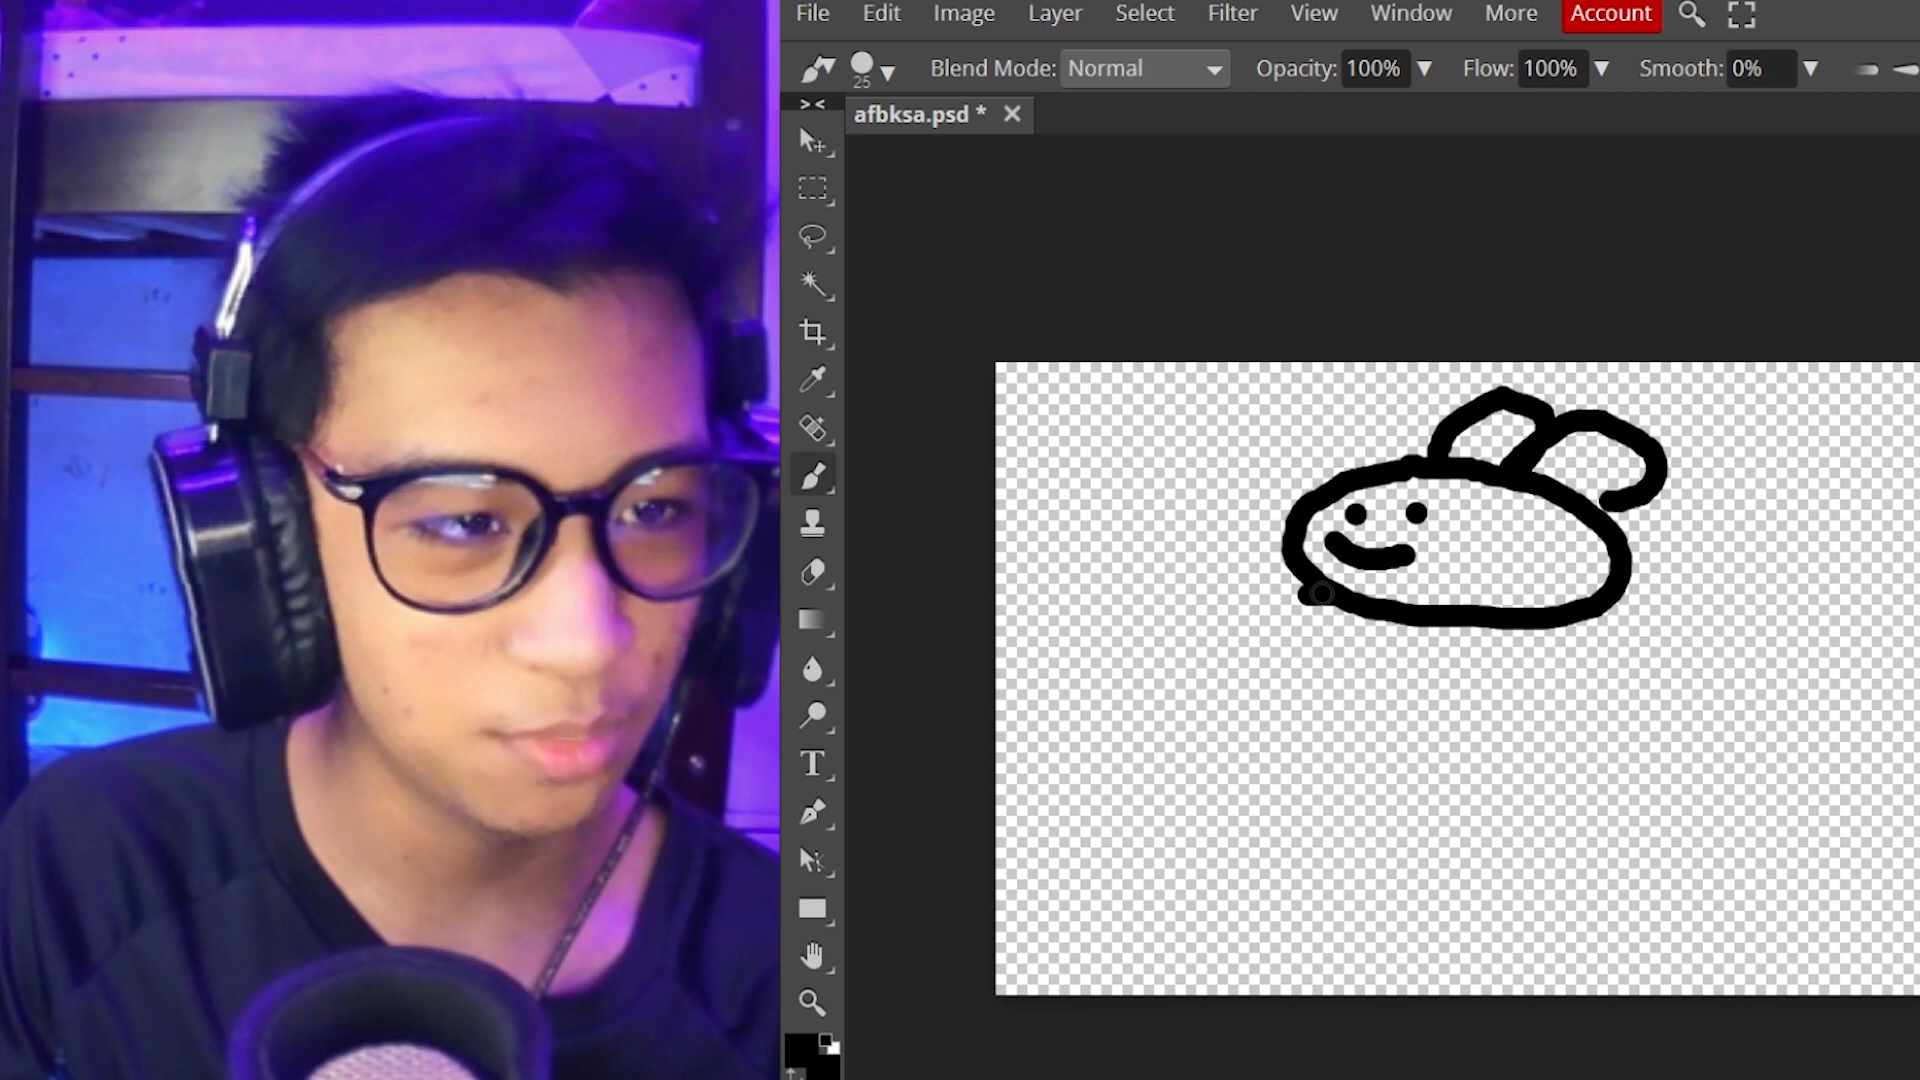 File Edit Image Layer Select Filter View Window More Account
25 Blend Mode: Normal Opacity: 100% Flow: 100% Smooth: 0%
afbksa.psd *